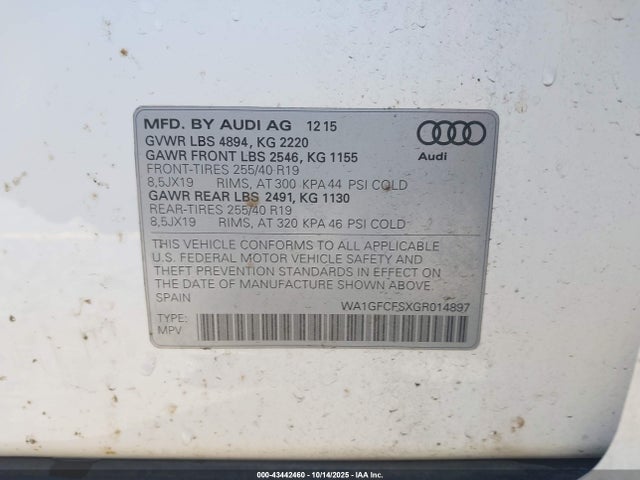 MFD. BY AUDI AG 12 15
GVWR LBS 4894, KG 2220
GAWR FRONT LBS 2546, KG 1155
FRONT-TIRES 255/40 R19
8,5JX19 RIMS, AT 300 KPA 44 PSI COLD
GAWR REAR LBS 2491, KG 1130
REAR-TIRES 255/40 R19
8,5JX19 RIMS, AT 320 KPA 46 PSI COLD
Audi
THIS VEHICLE CONFORMS TO ALL APPLICABLE
U.S. FEDERAL MOTOR VEHICLE SAFETY AND
THEFT PREVENTION STANDARDS IN EFFECT ON
THE DATE OF MANUFACTURE SHOWN ABOVE.
SPAIN
WA1GFCFSXGR014897
TYPE:
MPV
000-43442460 - 10/14/2025 - IAA Inc.